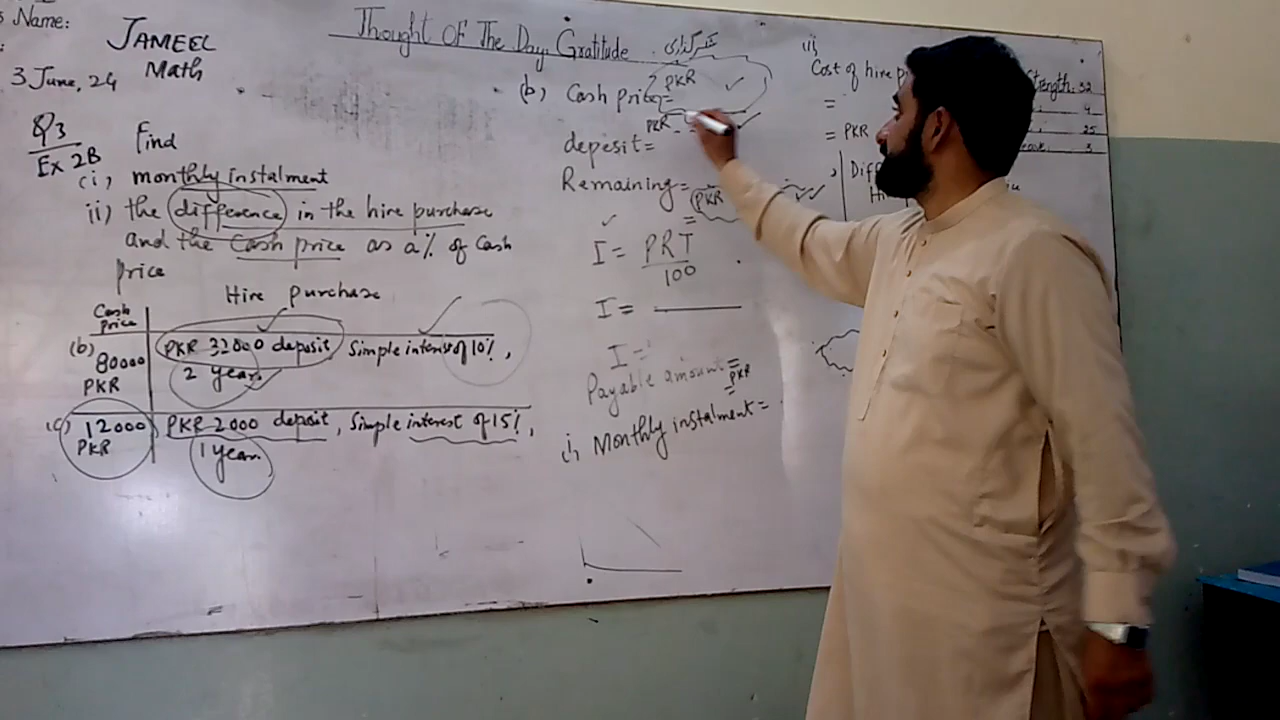 Name:
JAMEEL
Math
3 June, 24
Thought Of The Day, Gratitude شکرگزاری
Q3
Ex 2B
Find
(i) monthly instalment
ii) the difference in the hire purchase
and the cash price as a % of cash
price
Hire purchase
Cash
price
(b) 80000
PKR
PKR 32000 deposit, Simple interest of 10%,
2 year.
(c) 12000
PKR
PKR 2000 deposit, Simple interest of 15%,
1 year.
(b) Cash price= PKR
deposit= PKR
Remaining= PKR
=
I = PRT
100
I =
I =
Payable amount =
= PKR
i) Monthly instalment =
iii)
Cost of hire
=
= PKR
Strength: 32
4
25
3